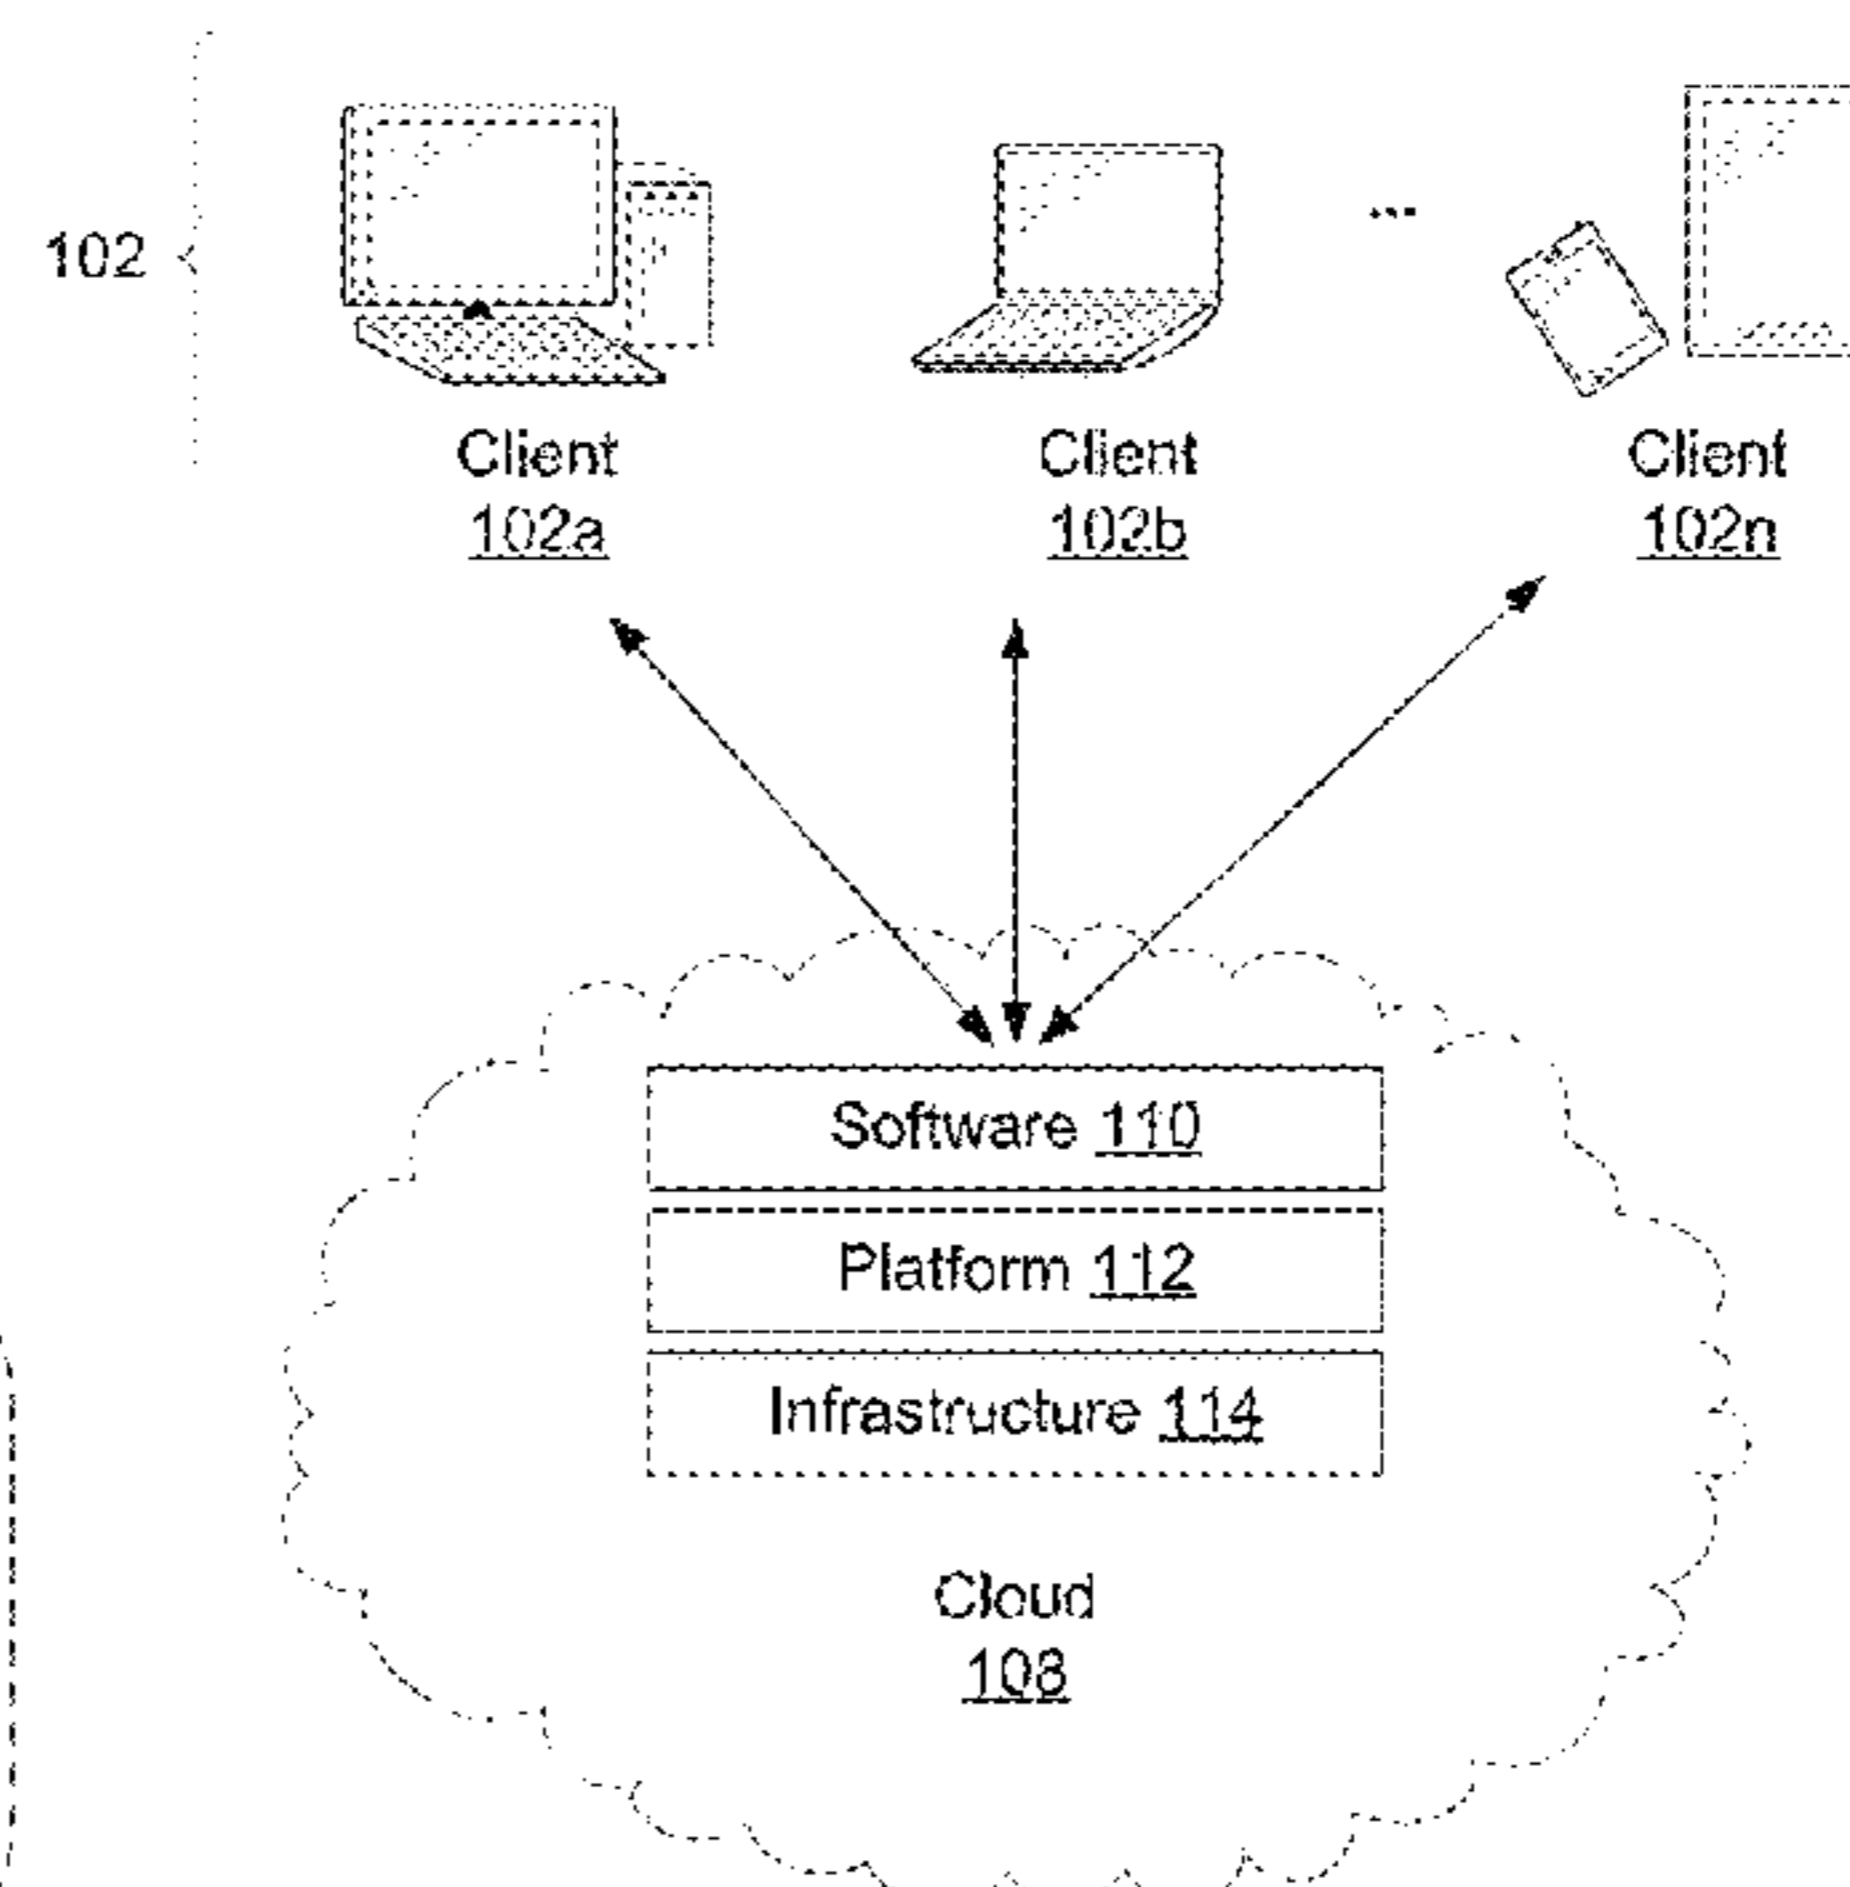 102
...
Client Client Client
102a 102b 102n
Software 110
Platform 112
Infrastructure 114
Cloud
108